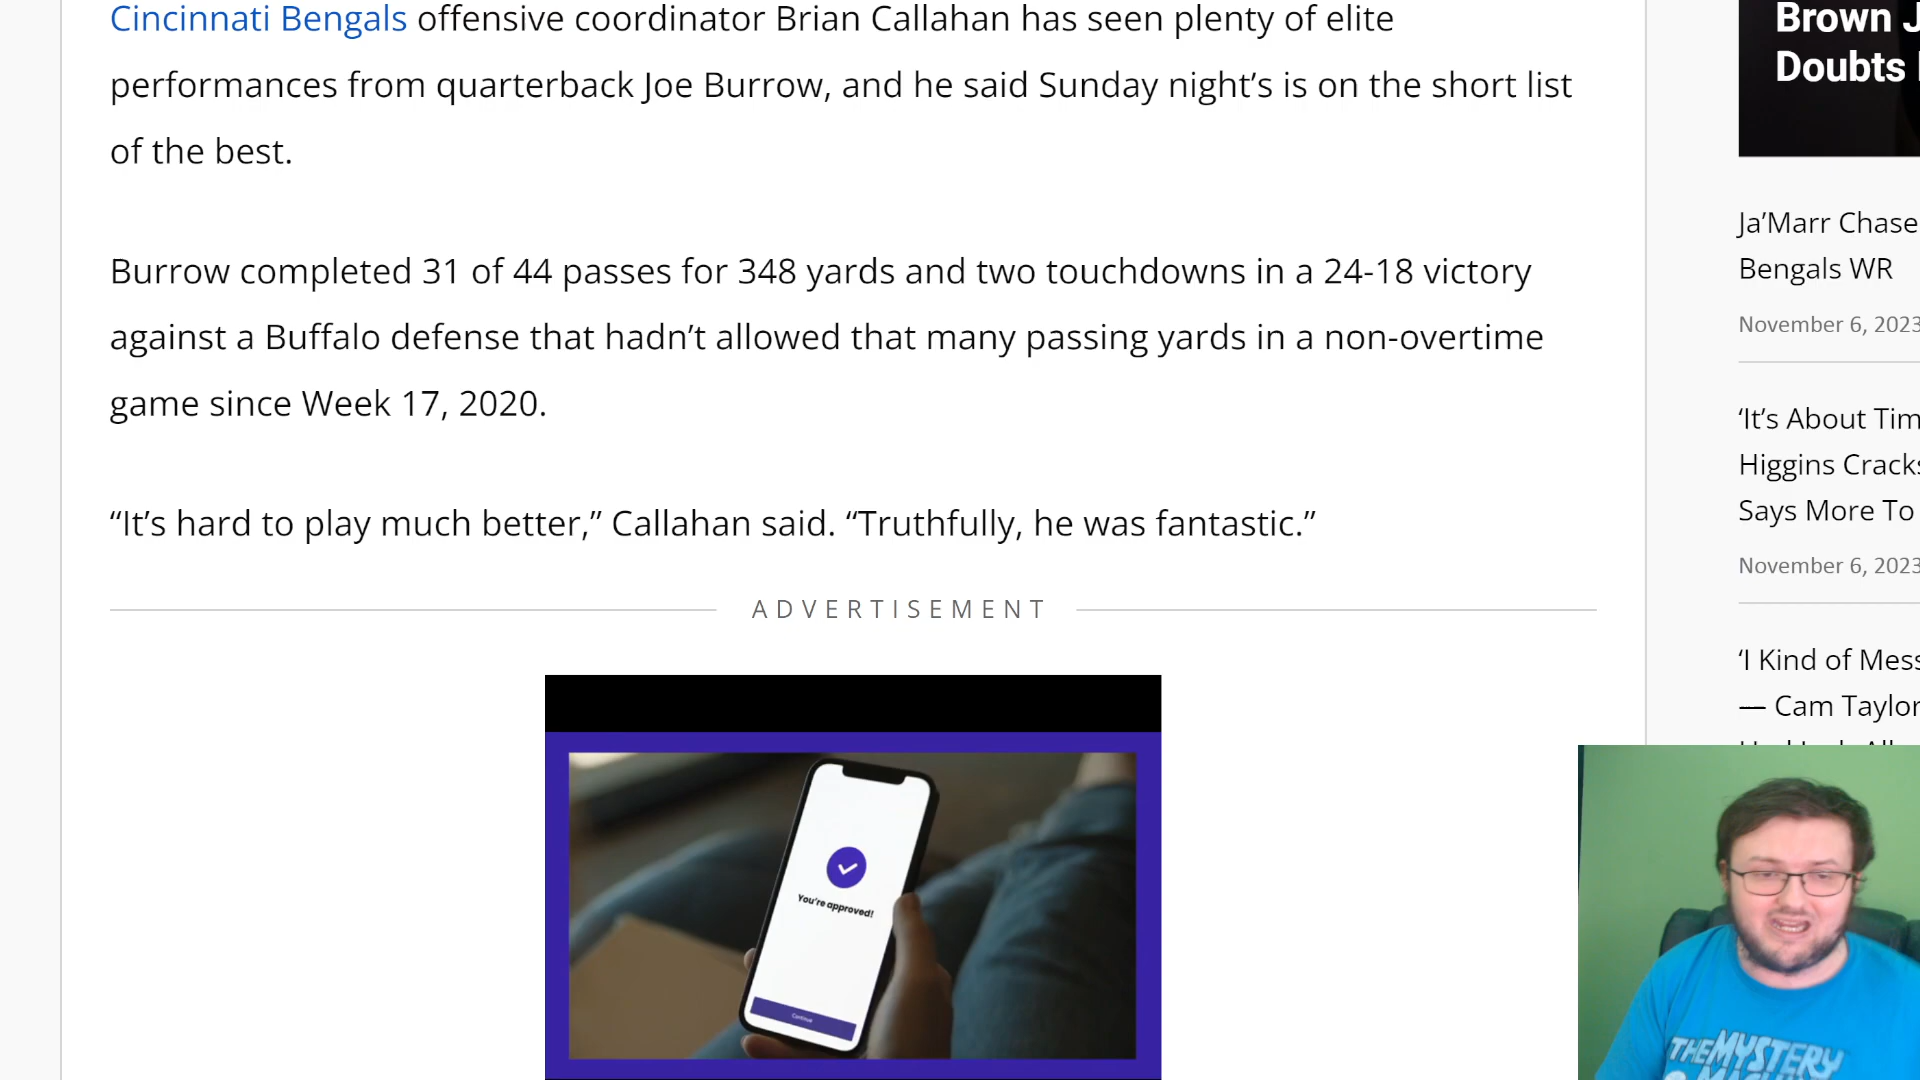 Cincinnati Bengals offensive coordinator Brian Callahan has seen plenty of elite
performances from quarterback Joe Burrow, and he said Sunday night's is on the short list
of the best.
Burrow completed 31 of 44 passes for 348 yards and two touchdowns in a 24-18 victory
against a Buffalo defense that hadn't allowed that many passing yards in a non-overtime
game since Week 17, 2020.
“It's hard to play much better,” Callahan said. “Truthfully, he was fantastic.”
ADVERTISEMENT
You're approved!
Continue
Brown J
Doubts
Ja'Marr Chase
Bengals WR
November 6, 2023
‘It's About Tim
Higgins Cracks
Says More To
November 6, 2023
‘I Kind of Mess
— Cam Taylor
THE MYSTERY